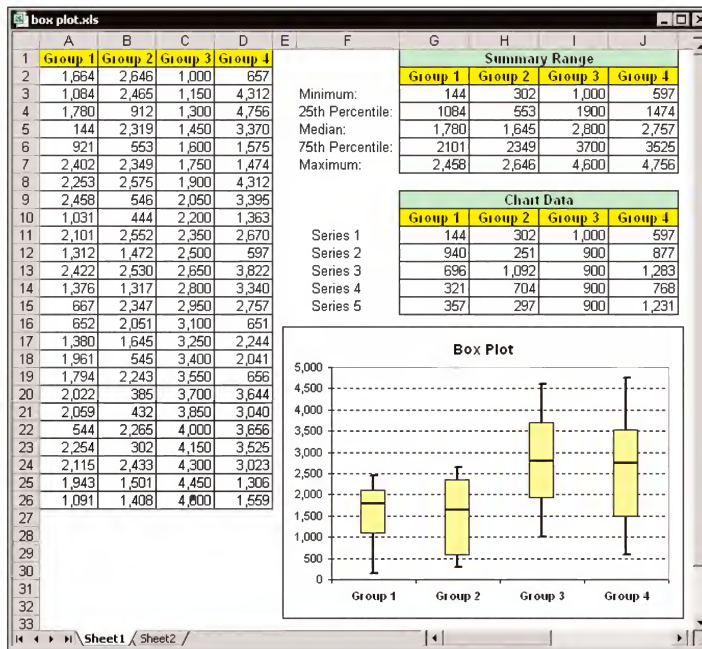 box plot.xls
A B C D E F G H I J
1 Group 1 Group 2 Group 3 Group 4 Summary Range
2 1,664 2,646 1,000 657 Group 1 Group 2 Group 3 Group 4
3 1,084 2,465 1,150 4,312 Minimum: 144 302 1,000 597
4 1,780 912 1,300 4,756 25th Percentile: 1084 553 1900 1474
5 144 2,319 1,450 3,370 Median: 1,780 1,645 2,800 2,757
6 921 553 1,600 1,575 75th Percentile: 2101 2349 3700 3525
7 2,402 2,349 1,750 1,474 Maximum: 2,458 2,646 4,600 4,756
8 2,253 2,575 1,900 4,312
9 2,458 546 2,050 3,395 Chart Data
10 1,031 444 2,200 1,363 Group 1 Group 2 Group 3 Group 4
11 2,101 2,552 2,350 2,670 Series 1 144 302 1,000 597
12 1,312 1,472 2,500 597 Series 2 940 251 900 877
13 2,422 2,530 2,650 3,822 Series 3 696 1,092 900 1,283
14 1,376 1,317 2,800 3,340 Series 4 321 704 900 768
15 667 2,347 2,950 2,757 Series 5 357 297 900 1,231
16 652 2,051 3,100 651
17 1,380 1,645 3,250 2,244
18 1,961 545 3,400 2,041
19 1,794 2,243 3,550 656
20 2,022 385 3,700 3,644
21 2,059 432 3,850 3,040
22 544 2,265 4,000 3,656
23 2,254 302 4,150 3,525
24 2,115 2,433 4,300 3,023
25 1,943 1,501 4,450 1,306
26 1,091 1,408 4,600 1,559
27
28
29
30
31
32
33
Box Plot
5,000
4,500
4,000
3,500
3,000
2,500
2,000
1,500
1,000
500
0
Group 1 Group 2 Group 3 Group 4
Sheet1 Sheet2